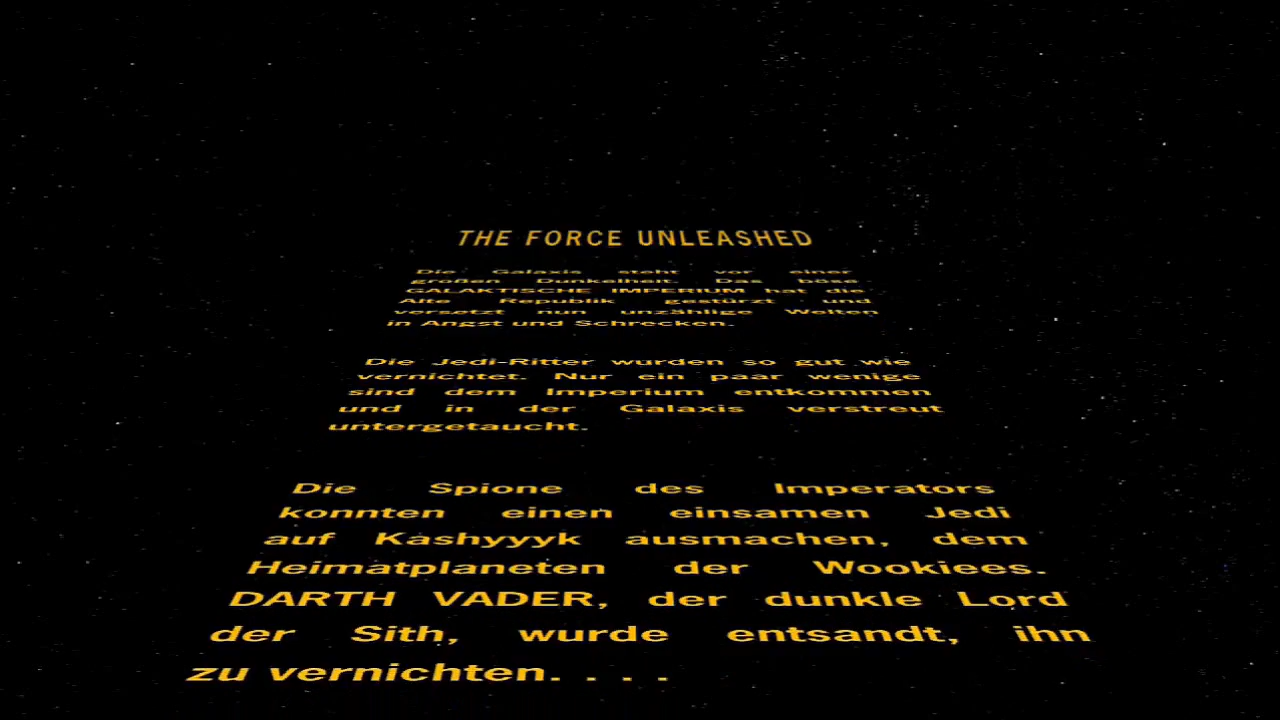 THE FORCE UNLEASHED
Die Galaxis steht vor einer
großen Dunkelheit. Das böse
GALAKTISCHE IMPERIUM hat die
Alte Republik gestürzt und
versetzt nun unzählige Welten
in Angst und Schrecken.
Die Jedi-Ritter wurden so gut wie
vernichtet. Nur ein paar wenige
sind dem Imperium entkommen
und in der Galaxis verstreut
untergetaucht.
Die Spione des Imperators
konnten einen einsamen Jedi
auf Kashyyyk ausmachen, dem
Heimatplaneten der Wookiees.
DARTH VADER, der dunkle Lord
der Sith, wurde entsandt, ihn
zu vernichten. . . .